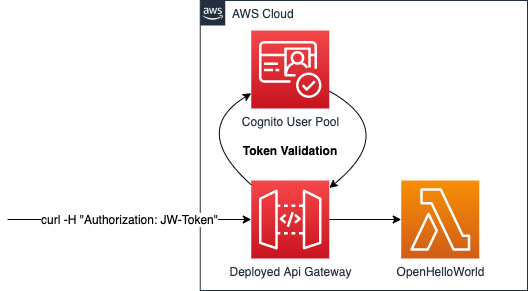 aws
AWS Cloud
Cognito User Pool
Token Validation
curl -H "Authorization: JW-Token"
</>
Deployed Api Gateway
OpenHelloWorld